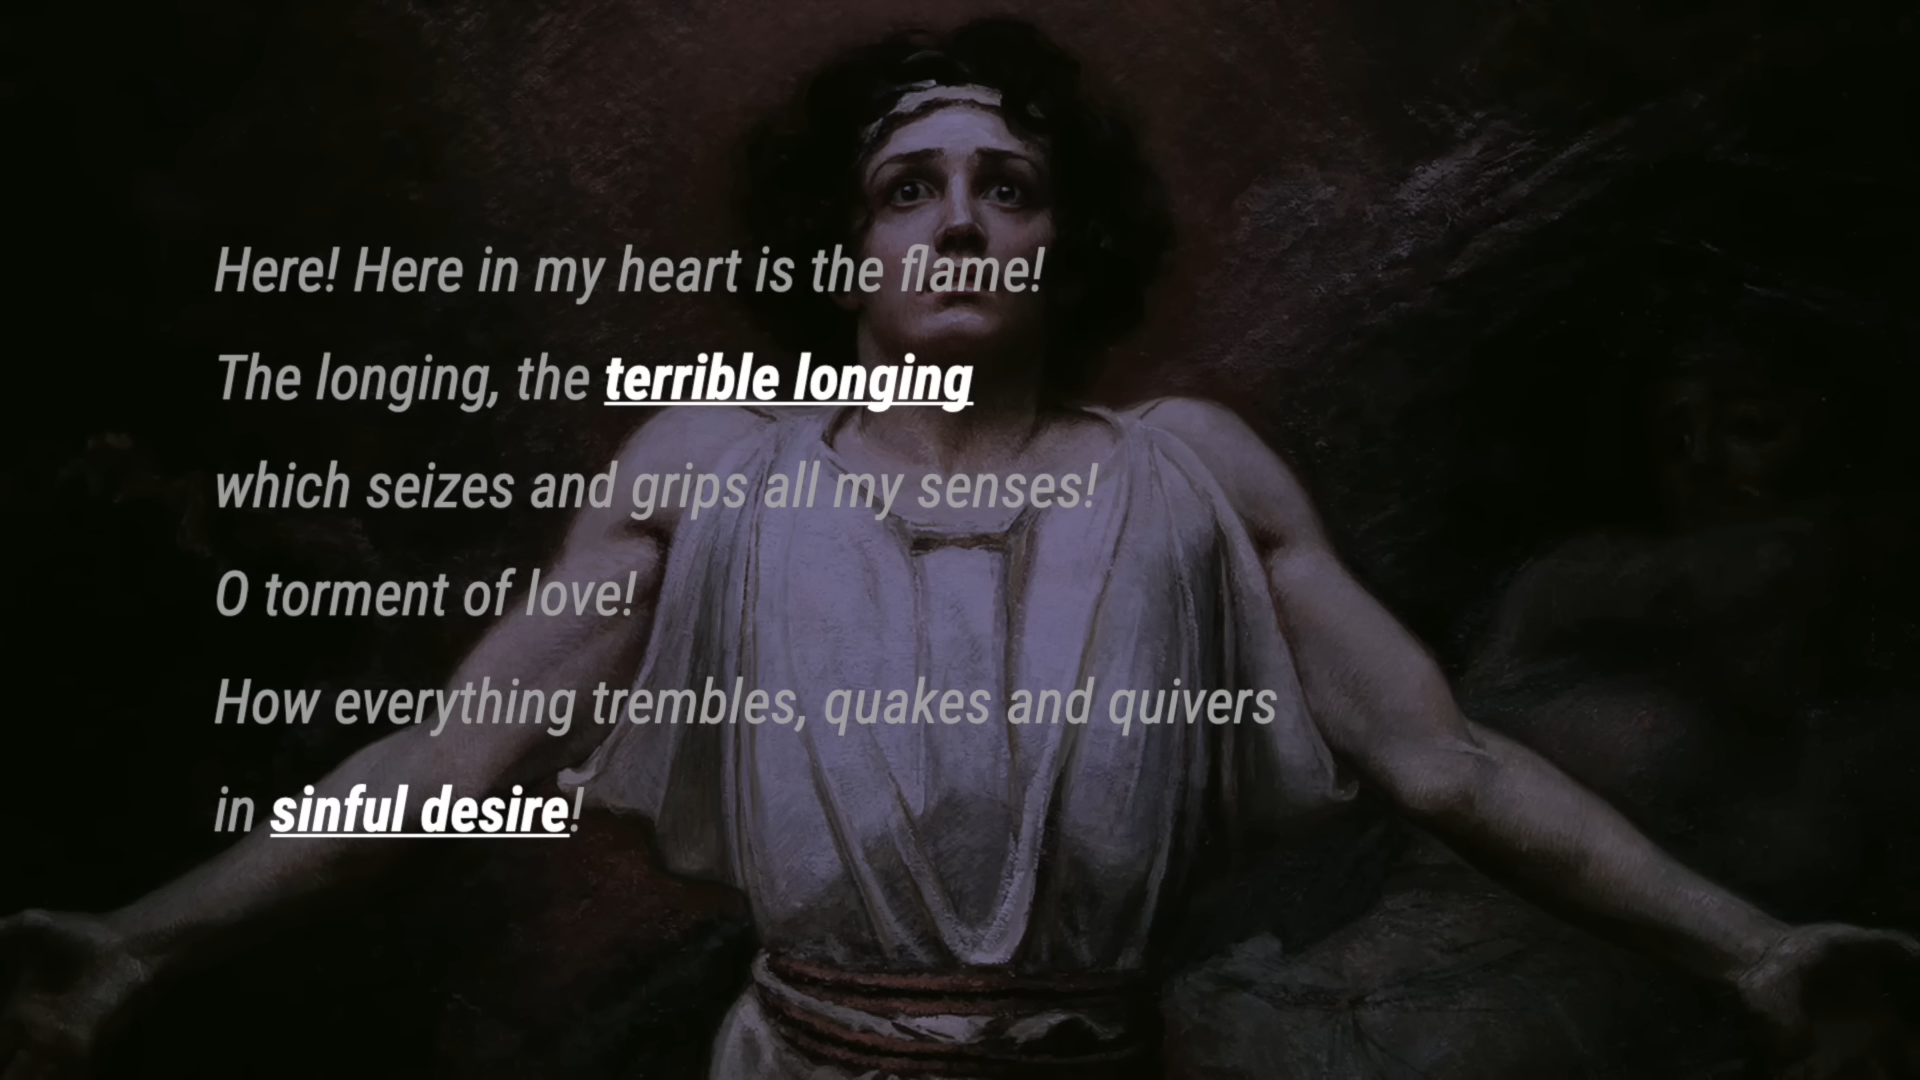 Here! Here in my heart is the flame!
The longing, the terrible longing
which seizes and grips all my senses!
O torment of love!
How everything trembles, quakes and quivers
in sinful desire!